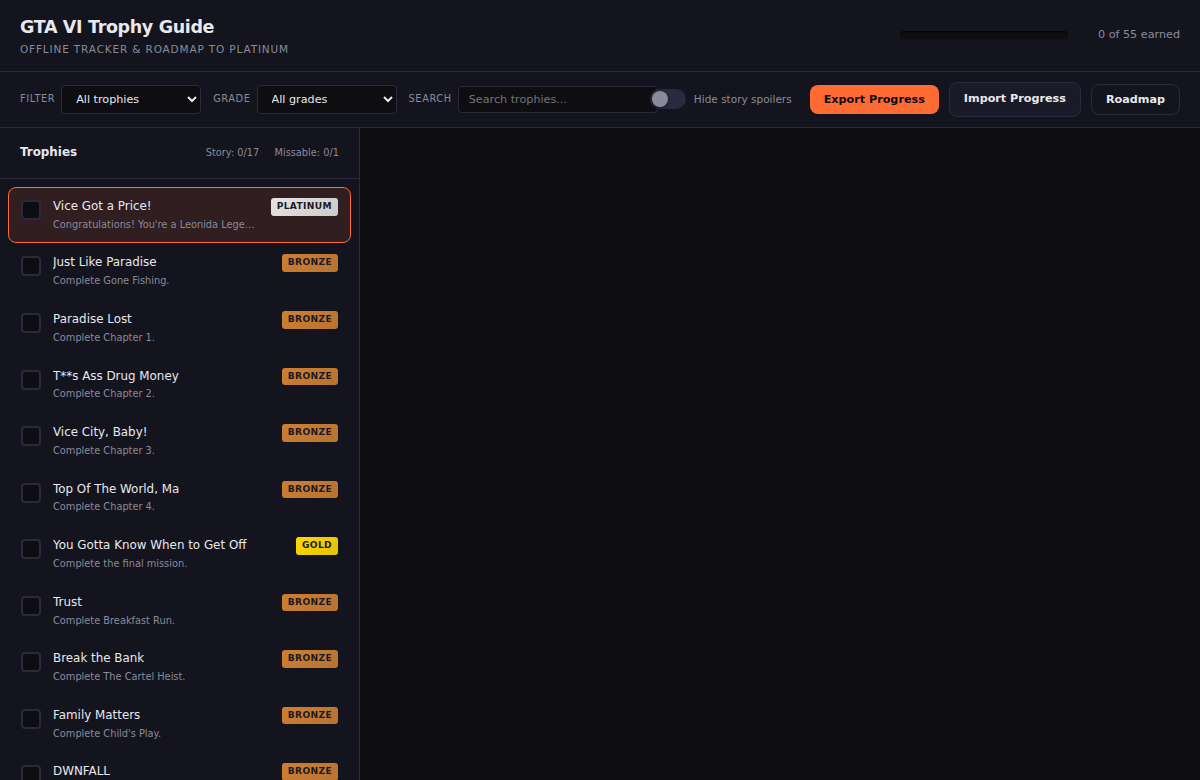 GTA VI Trophy Guide
OFFLINE TRACKER & ROADMAP TO PLATINUM
0 of 55 earned
FILTER All trophies GRADE All grades SEARCH Search trophies... Hide story spoilers Export Progress Import Progress Roadmap
Trophies Story: 0/17 Missable: 0/1
Vice Got a Price! PLATINUM
Congratulations! You're a Leonida Lege...
Just Like Paradise BRONZE
Complete Gone Fishing.
Paradise Lost BRONZE
Complete Chapter 1.
T**s Ass Drug Money BRONZE
Complete Chapter 2.
Vice City, Baby! BRONZE
Complete Chapter 3.
Top Of The World, Ma BRONZE
Complete Chapter 4.
You Gotta Know When to Get Off GOLD
Complete the final mission.
Trust BRONZE
Complete Breakfast Run.
Break the Bank BRONZE
Complete The Cartel Heist.
Family Matters BRONZE
Complete Child's Play.
DWNFALL BRONZE